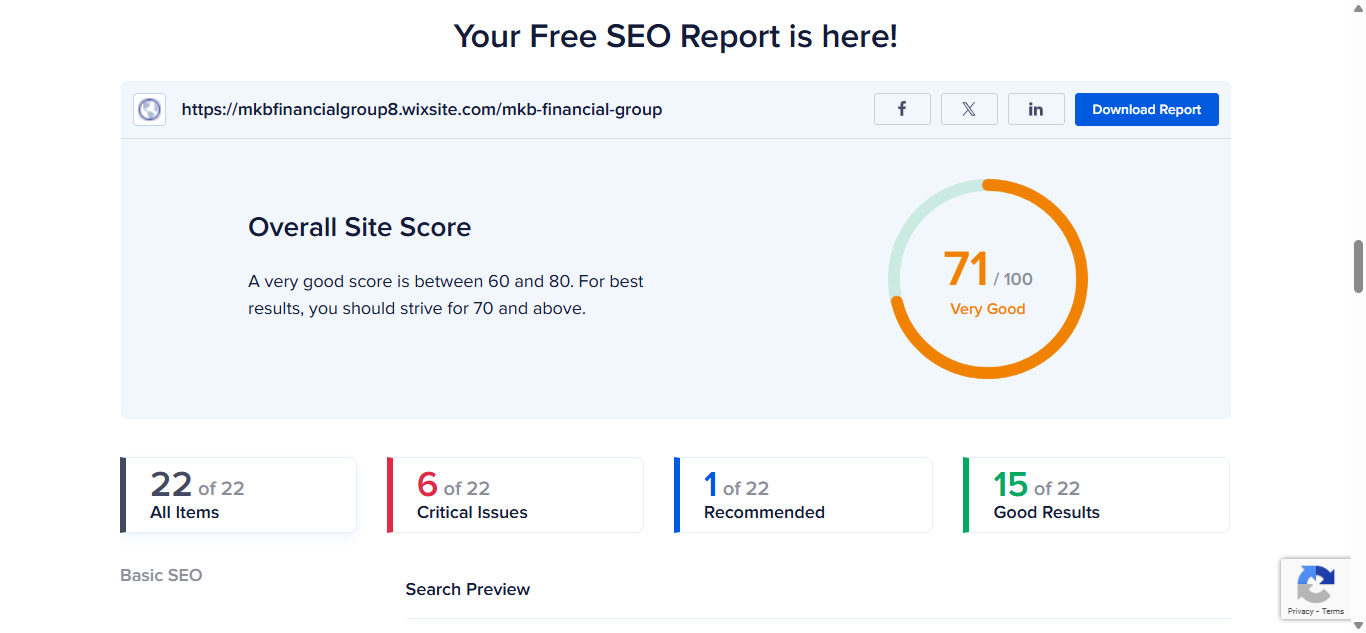 Your Free SEO Report is here!
https://mkbfinancialgroup8.wixsite.com/mkb-financial-group
Download Report
Overall Site Score
A very good score is between 60 and 80. For best
results, you should strive for 70 and above.
71 / 100
Very Good
22 of 22
All Items
6 of 22
Critical Issues
1 of 22
Recommended
15 of 22
Good Results
Basic SEO
Search Preview
Privacy - Terms